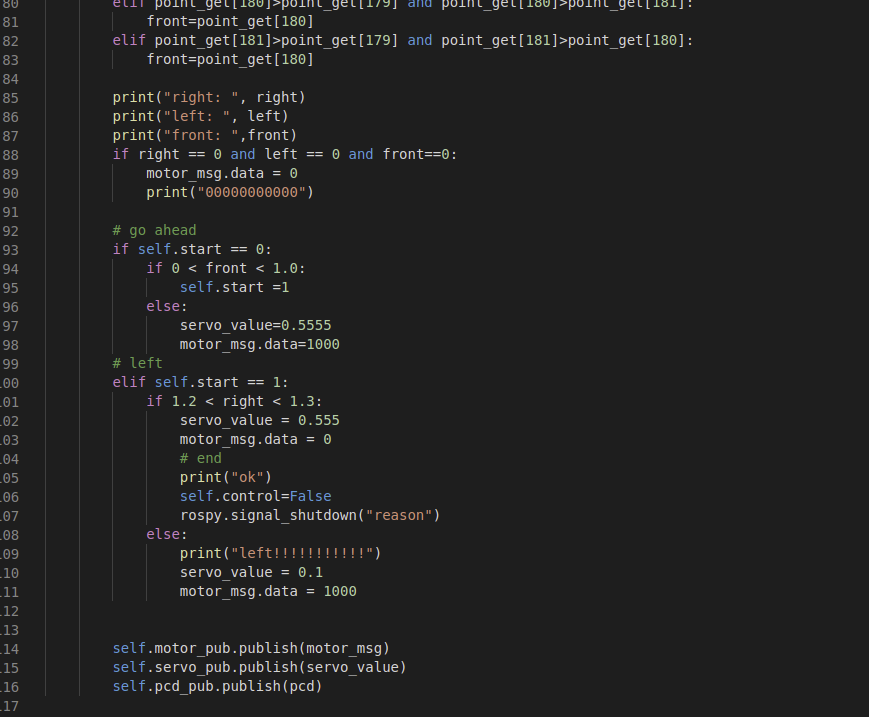 80 elif point_get[180]>point_get[179] and point_get[180]>point_get[181]:
81 front=point_get[180]
82 elif point_get[181]>point_get[179] and point_get[181]>point_get[180]:
83 front=point_get[180]
84
85 print("right: ", right)
86 print("left: ", left)
87 print("front: ",front)
88 if right == 0 and left == 0 and front==0:
89 motor_msg.data = 0
90 print("00000000000")
91
92 # go ahead
93 if self.start == 0:
94 if 0 < front < 1.0:
95 self.start =1
96 else:
97 servo_value=0.5555
98 motor_msg.data=1000
99 # left
00 elif self.start == 1:
01 if 1.2 < right < 1.3:
02 servo_value = 0.555
03 motor_msg.data = 0
04 # end
05 print("ok")
06 self.control=False
07 rospy.signal_shutdown("reason")
08 else:
09 print("left!!!!!!!!!!!")
10 servo_value = 0.1
11 motor_msg.data = 1000
12
13
14 self.motor_pub.publish(motor_msg)
15 self.servo_pub.publish(servo_value)
16 self.pcd_pub.publish(pcd)
17